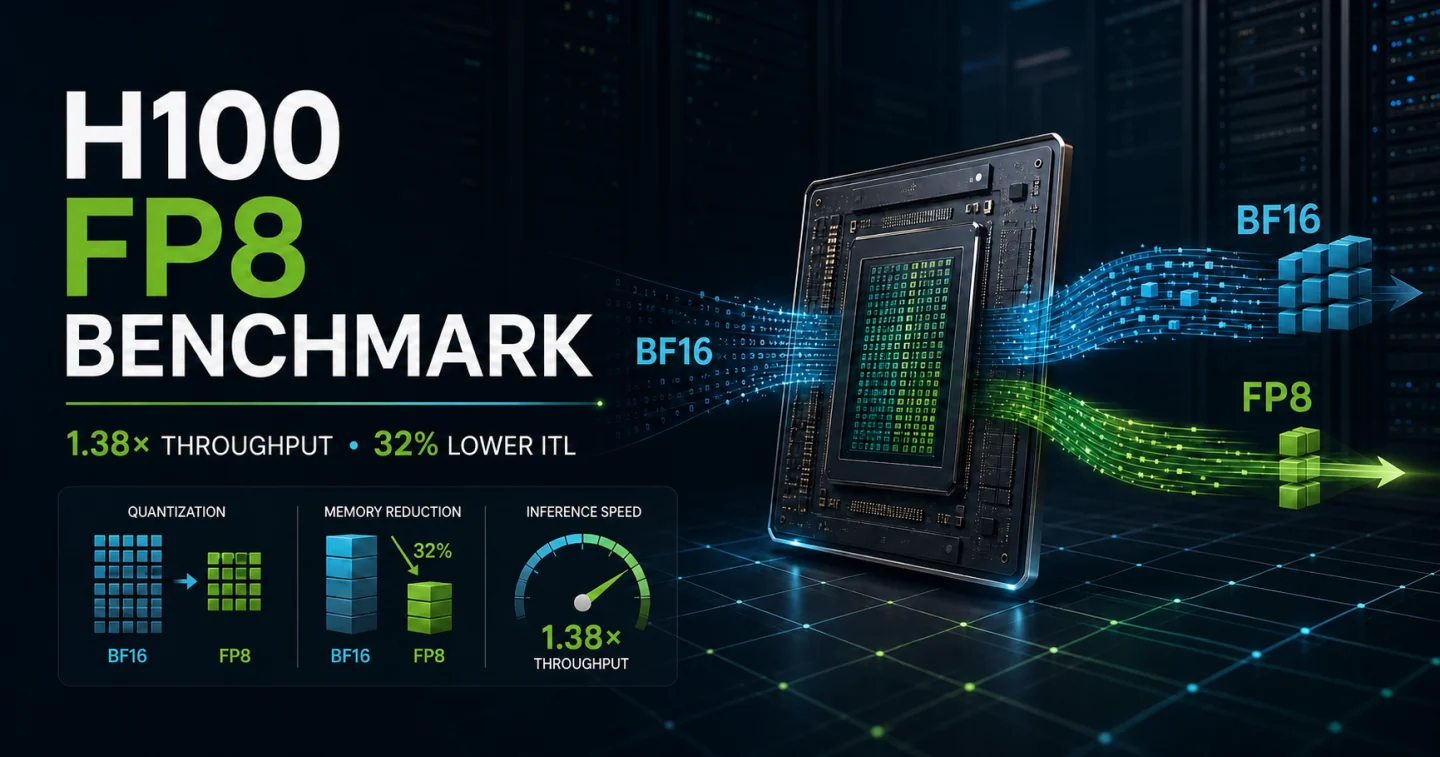 H100
FP8
BENCHMARK
1.38× THROUGHPUT • 32% LOWER ITL
QUANTIZATION
BF16
FP8
MEMORY REDUCTION
32%
BF16
FP8
INFERENCE SPEED
1.38×
THROUGHPUT
BF16
BF16
FP8